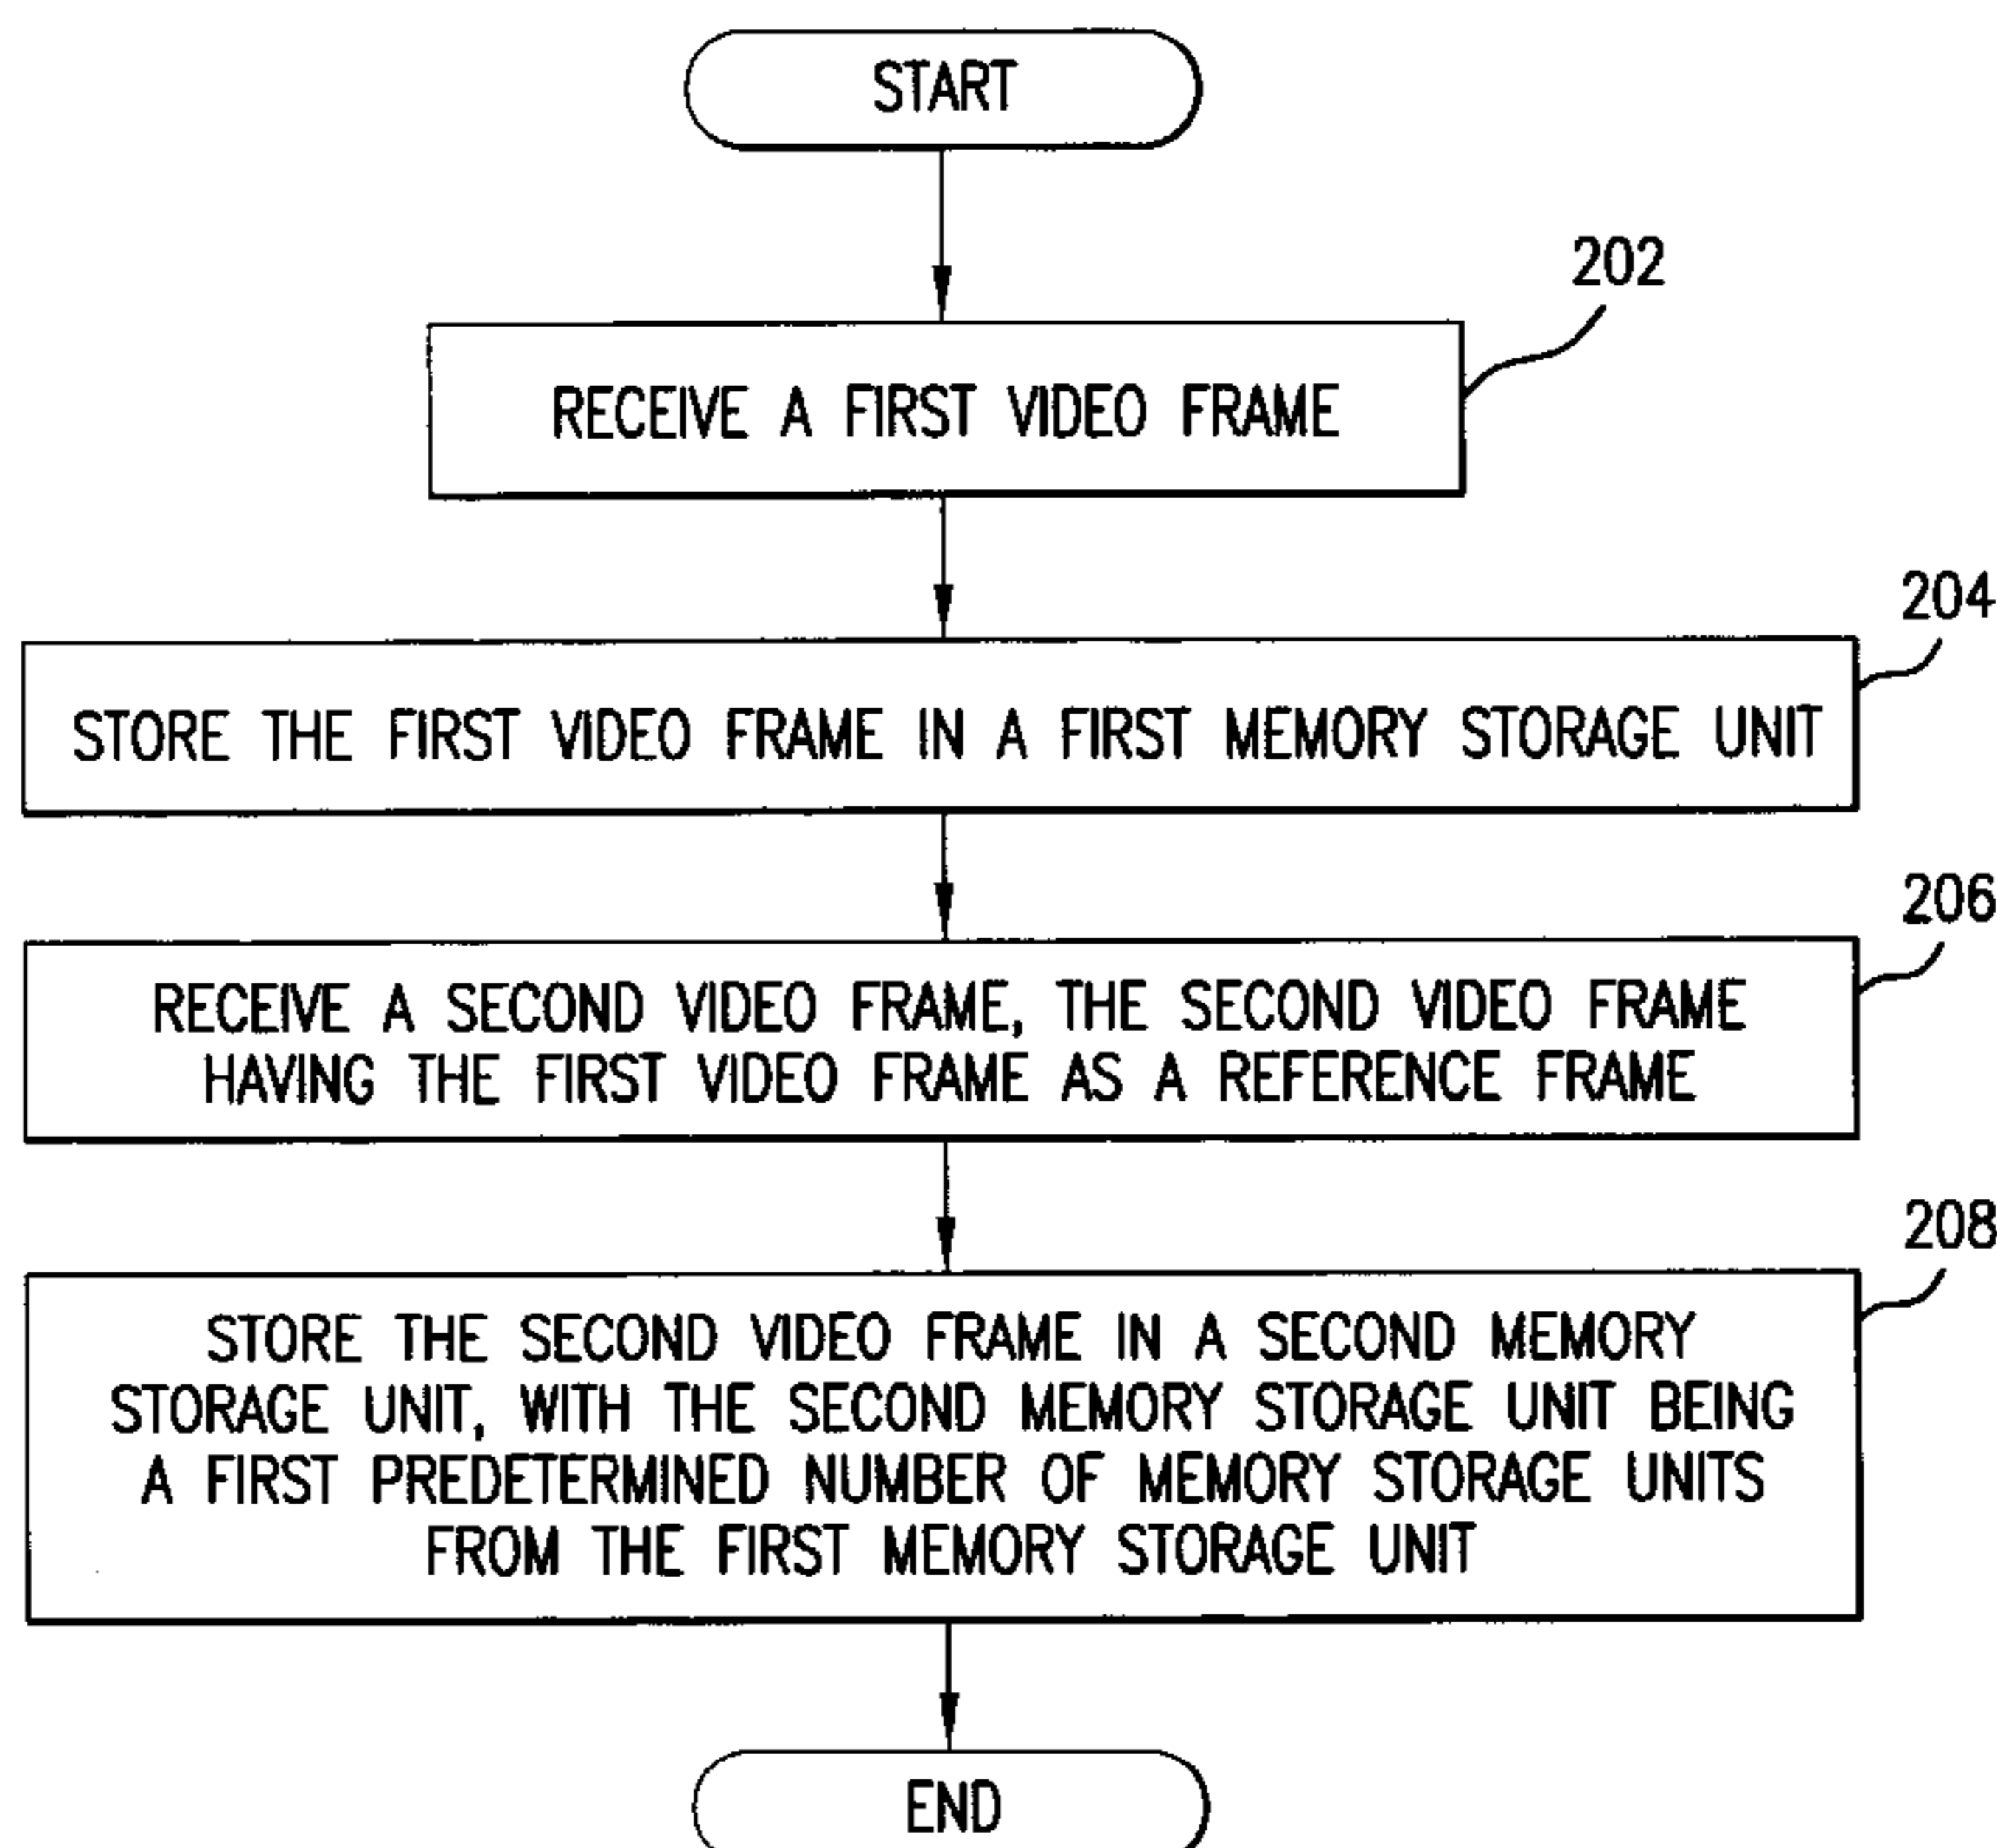 START
202
RECEIVE A FIRST VIDEO FRAME
204
STORE THE FIRST VIDEO FRAME IN A FIRST MEMORY STORAGE UNIT
206
RECEIVE A SECOND VIDEO FRAME, THE SECOND VIDEO FRAME
HAVING THE FIRST VIDEO FRAME AS A REFERENCE FRAME
208
STORE THE SECOND VIDEO FRAME IN A SECOND MEMORY
STORAGE UNIT, WITH THE SECOND MEMORY STORAGE UNIT BEING
A FIRST PREDETERMINED NUMBER OF MEMORY STORAGE UNITS
FROM THE FIRST MEMORY STORAGE UNIT
END